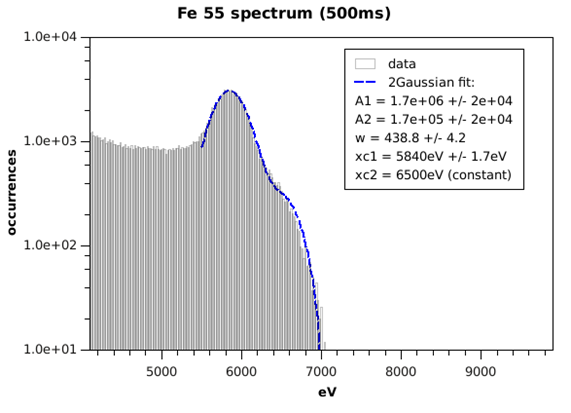 Fe 55 spectrum (500ms)
1.0e+04
data
2Gaussian fit:
A1 = 1.7e+06 +/- 2e+04
A2 = 1.7e+05 +/- 2e+04
w = 438.8 +/- 4.2
xc1 = 5840eV +/- 1.7eV
xc2 = 6500eV (constant)
1.0e+03
occurrences
1.0e+02
1.0e+01
5000 6000 7000 8000 9000
eV